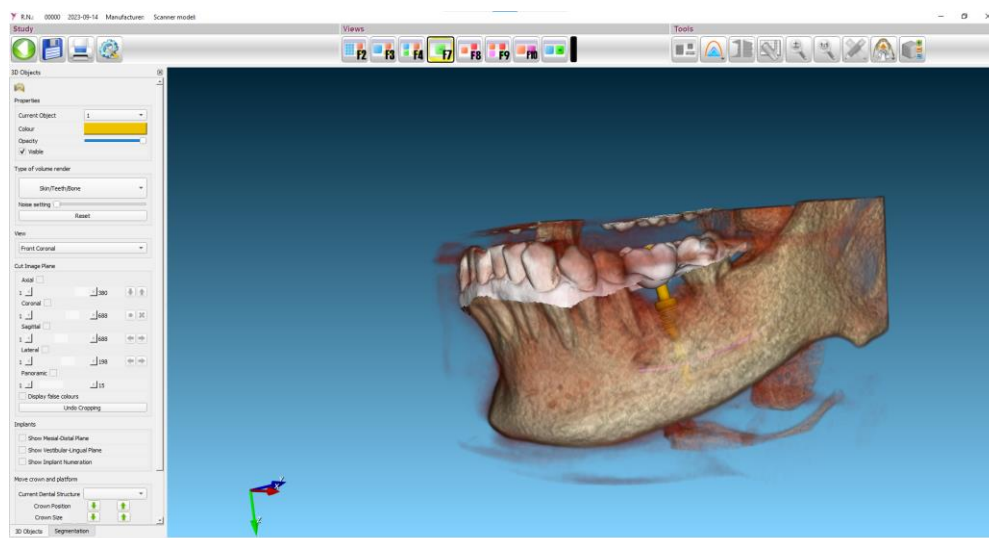 R.N.: 00000 2023-09-14 Manufacturer: Scanner model:
Study
Views
Tools
F2 F3 F4 F7 F8 F9 F10
3D Objects
Properties
Current Object 1
Colour
Opacity
Visible
Type of volume render
Skin/Teeth/Bone
Noise setting
Reset
View
Front Coronal
Cut Image Plane
Axial
1 380
Coronal
1 688
Sagittal
1 688
Lateral
1 198
Panoramic
1 15
Display false colours
Undo Cropping
Implants
Show Mesial-Distal Plane
Show Vestibular-Lingual Plane
Show Implant Numeration
Move crown and platform
Current Dental Structure
Crown Position
Crown Size
3D Objects Segmentation